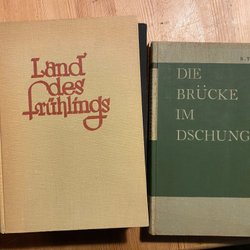 Land
des
frühlings
B. T
DIE
BRÜCKE
IM
DSCHUNG